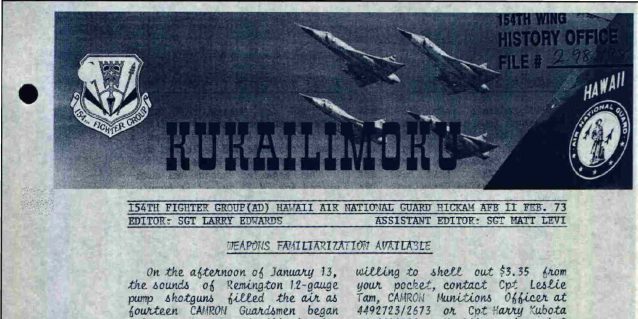 154TH WING
HISTORY OFFICE
FILE # 298
HAWAII
AIR NATIONAL GUARD
154TH FIGHTER GROUP
KUKAILIMOKU
154TH FIGHTER GROUP(AD) HAWAII AIR NATIONAL GUARD HICKAM AFB II FEB. 73
EDITOR: SGT LARRY EDWARDS ASSISTANT EDITOR: SGT MATT LEVI
WEAPONS FAMILIARIZATION AVAILABLE
On the afternoon of January 13,
the sounds of Remington 12-gauge
pump shotguns filled the air as
fourteen CAMRON Guardsmen began
willing to shell out $3.35 from
your pocket, contact Cpt Leslie
Tam, CAMRON Munitions Officer at
4492723/2673 or Cpt Harry Kubota